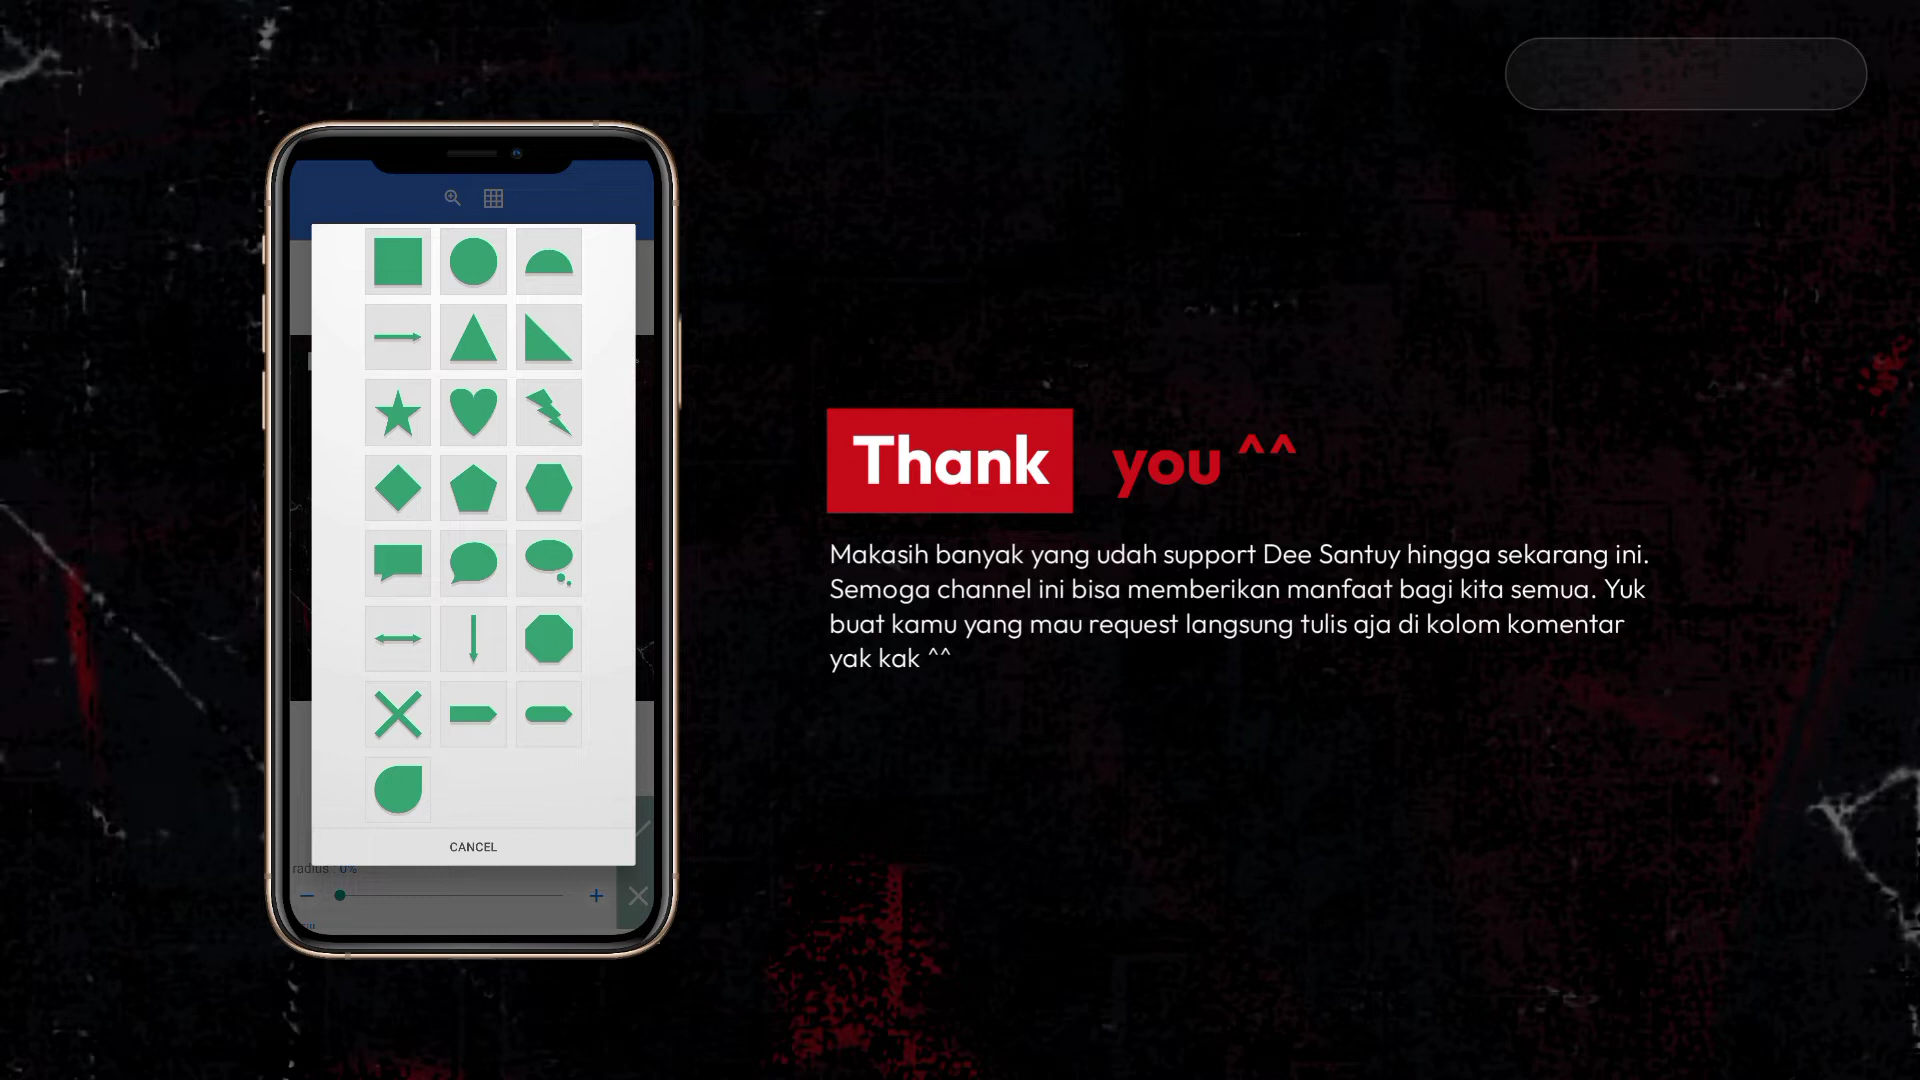 Thank you ^^
Makasih banyak yang udah support Dee Santuy hingga sekarang ini.
Semoga channel ini bisa memberikan manfaat bagi kita semua. Yuk
buat kamu yang mau request langsung tulis aja di kolom komentar
yak kak ^^
CANCEL
radius : 0%